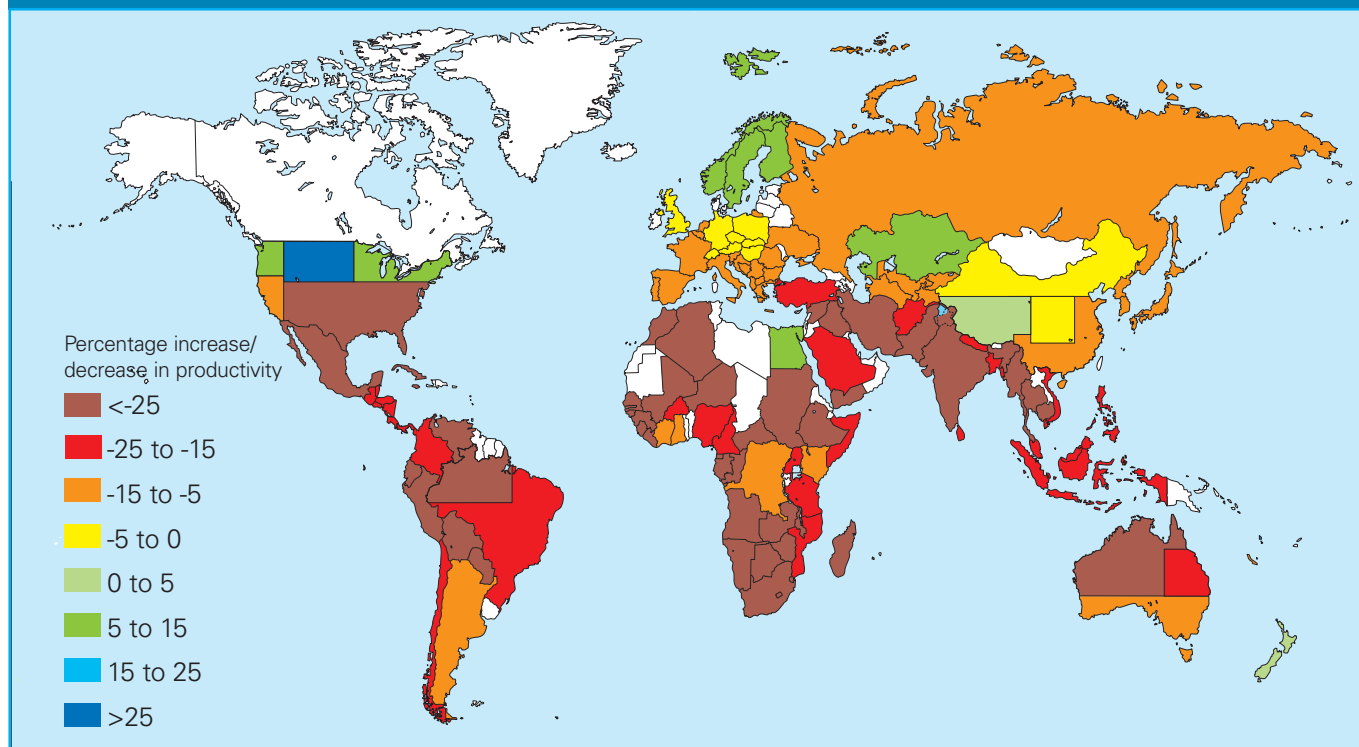 Percentage increase/
decrease in productivity
<-25
-25 to -15
-15 to -5
-5 to 0
0 to 5
5 to 15
15 to 25
>25